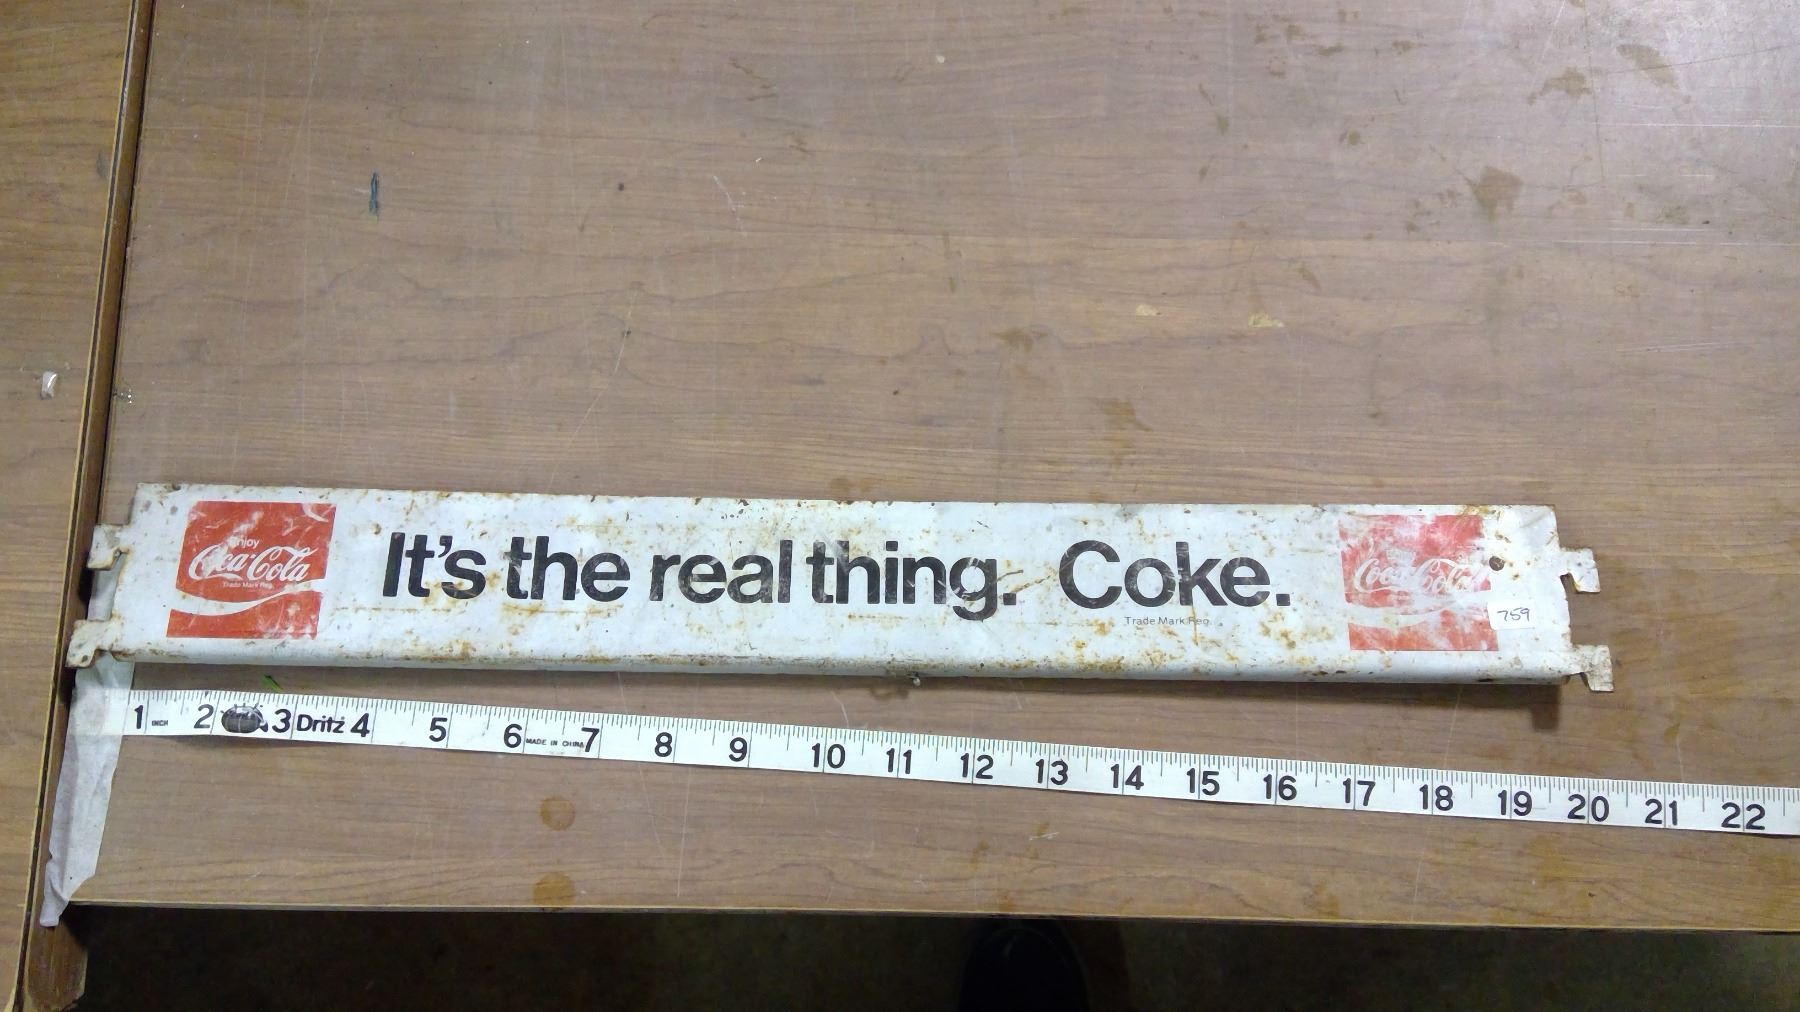 Enjoy
Coca-Cola
Trade Mark Reg.
It's the real thing. Coke.
Trade Mark Reg.
Coca-Cola
759
1 INCH 2 3 Dritz 4 5 6 MADE IN CHINA 7 8 9 10 11 12 13 14 15 16 17 18 19 20 21 22